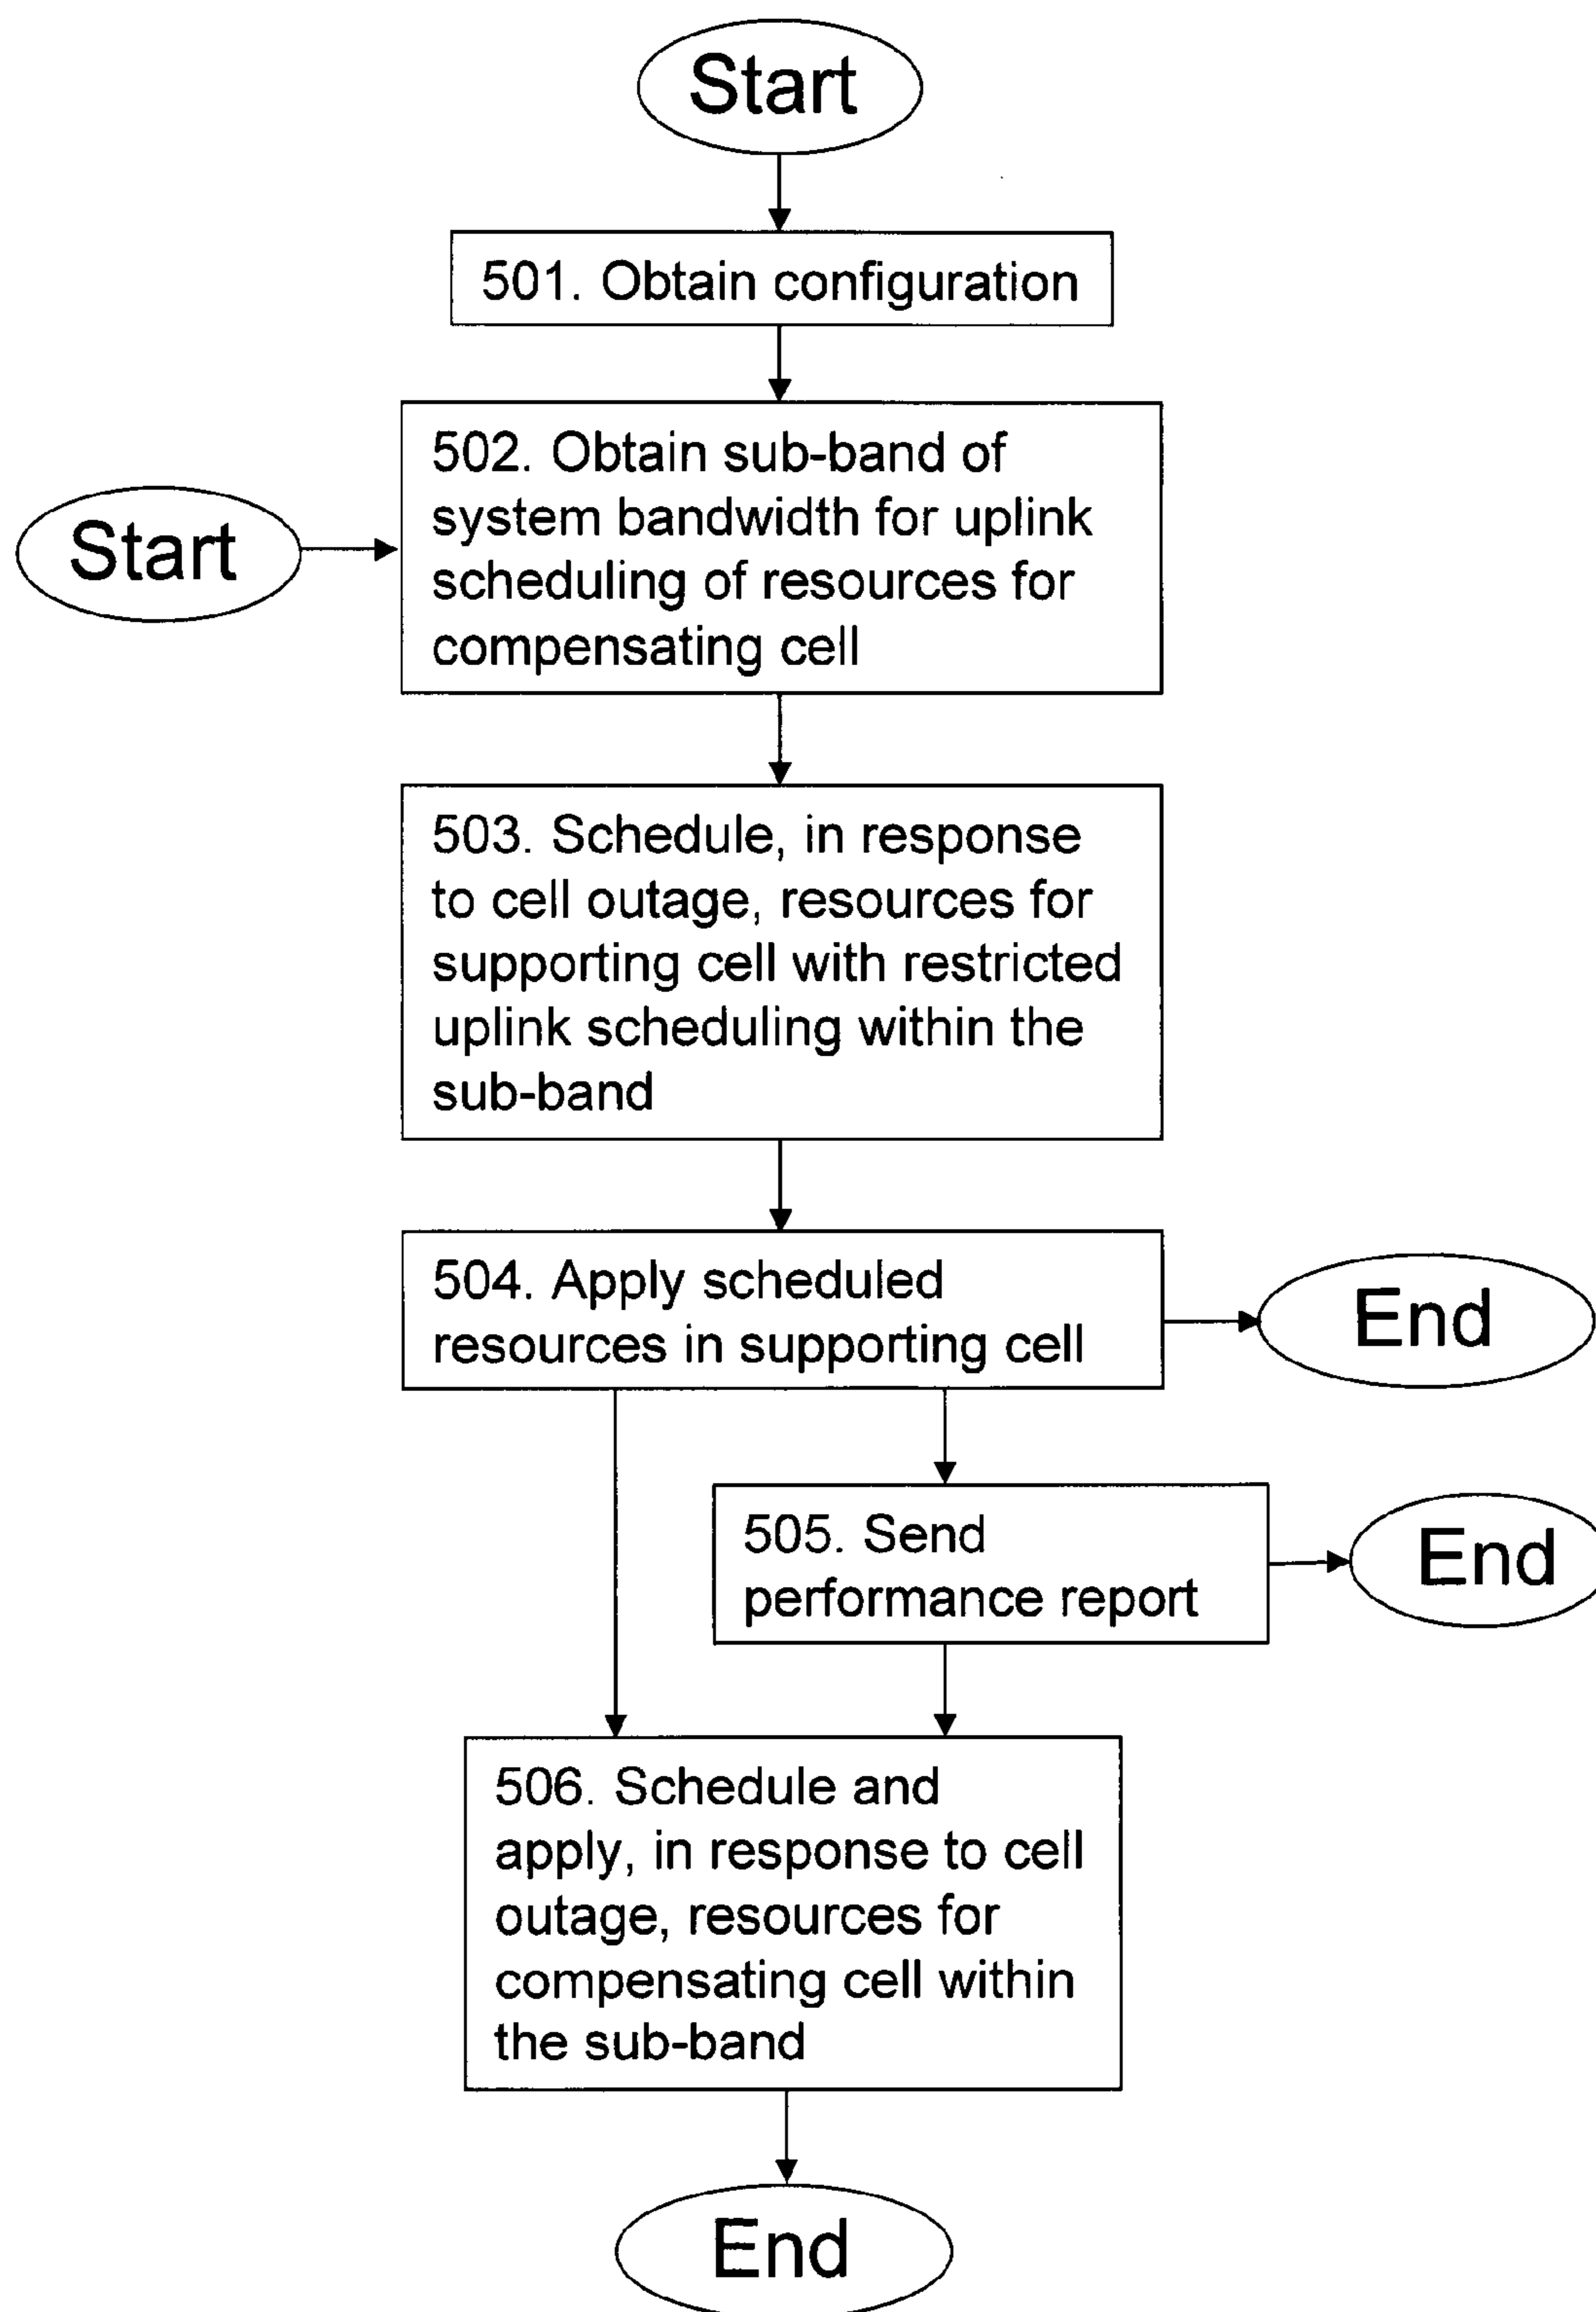 Start
501. Obtain configuration
502. Obtain sub-band of
system bandwidth for uplink
scheduling of resources for
compensating cell
Start
503. Schedule, in response
to cell outage, resources for
supporting cell with restricted
uplink scheduling within the
sub-band
504. Apply scheduled
resources in supporting cell
End
505. Send
performance report
End
506. Schedule and
apply, in response to cell
outage, resources for
compensating cell within
the sub-band
End